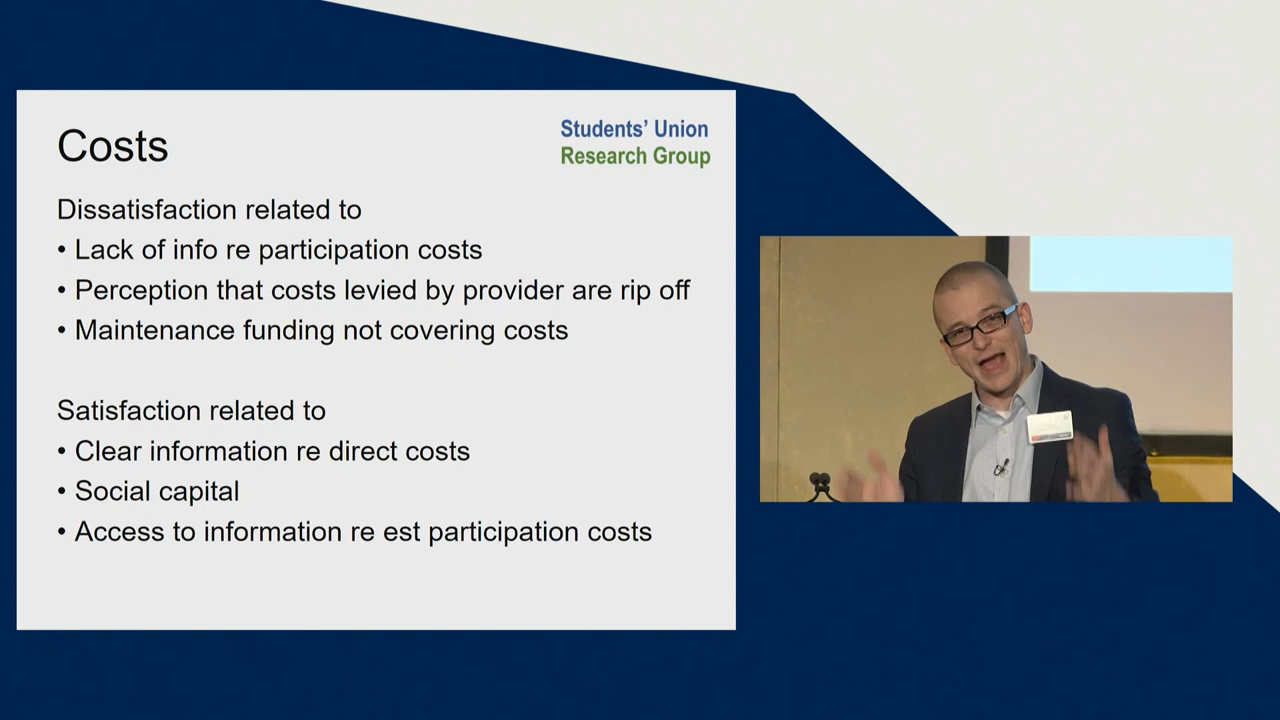 Costs
Students’ Union
Research Group
Dissatisfaction related to
• Lack of info re participation costs
• Perception that costs levied by provider are rip off
• Maintenance funding not covering costs
Satisfaction related to
• Clear information re direct costs
• Social capital
• Access to information re est participation costs